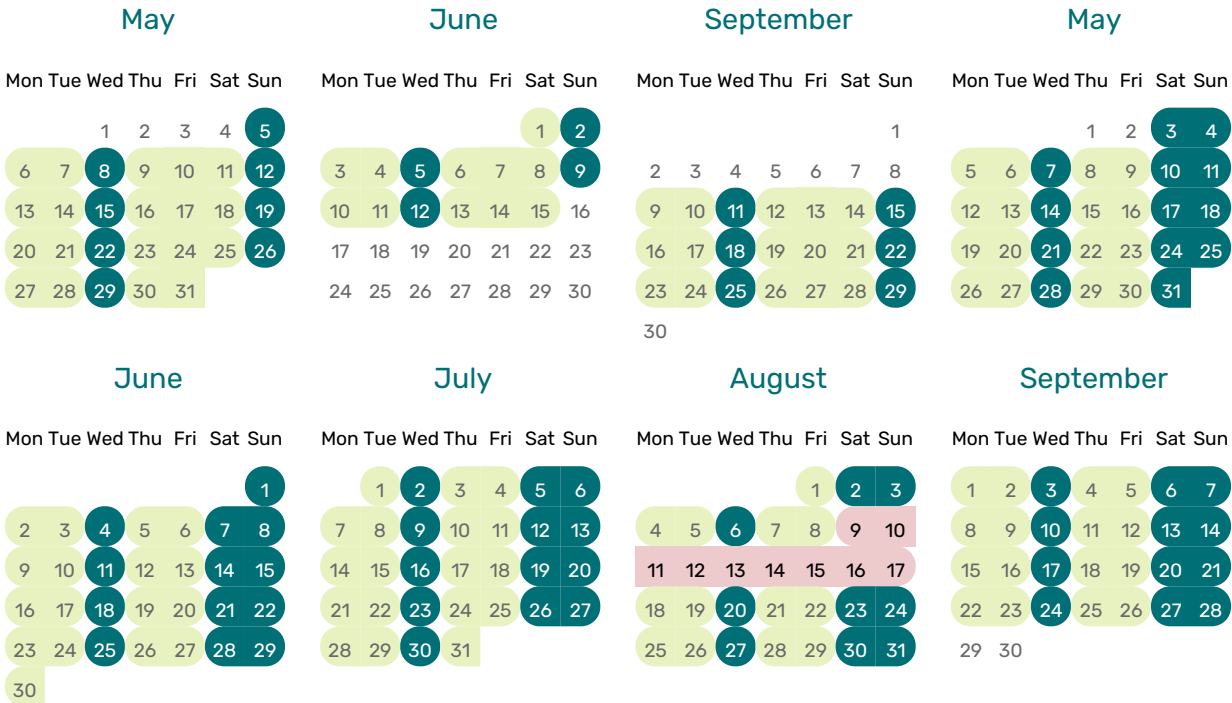 May June September May
Mon Tue Wed Thu Fri Sat Sun Mon Tue Wed Thu Fri Sat Sun Mon Tue Wed Thu Fri Sat Sun Mon Tue Wed Thu Fri Sat Sun
1 2 3 4 5 1 2 1 1 2 3 4
6 7 8 9 10 11 12 3 4 5 6 7 8 9 2 3 4 5 6 7 8 5 6 7 8 9 10 11
13 14 15 16 17 18 19 10 11 12 13 14 15 16 9 10 11 12 13 14 15 12 13 14 15 16 17 18
20 21 22 23 24 25 26 17 18 19 20 21 22 23 16 17 18 19 20 21 22 19 20 21 22 23 24 25
27 28 29 30 31 24 25 26 27 28 29 30 23 24 25 26 27 28 29 26 27 28 29 30 31
30
June July August September
Mon Tue Wed Thu Fri Sat Sun Mon Tue Wed Thu Fri Sat Sun Mon Tue Wed Thu Fri Sat Sun Mon Tue Wed Thu Fri Sat Sun
1 1 2 3 4 5 6 1 2 3 1 2 3 4 5 6 7
2 3 4 5 6 7 8 7 8 9 10 11 12 13 4 5 6 7 8 9 10 8 9 10 11 12 13 14
9 10 11 12 13 14 15 14 15 16 17 18 19 20 11 12 13 14 15 16 17 15 16 17 18 19 20 21
16 17 18 19 20 21 22 21 22 23 24 25 26 27 18 19 20 21 22 23 24 22 23 24 25 26 27 28
23 24 25 26 27 28 29 28 29 30 31 25 26 27 28 29 30 31 29 30
30